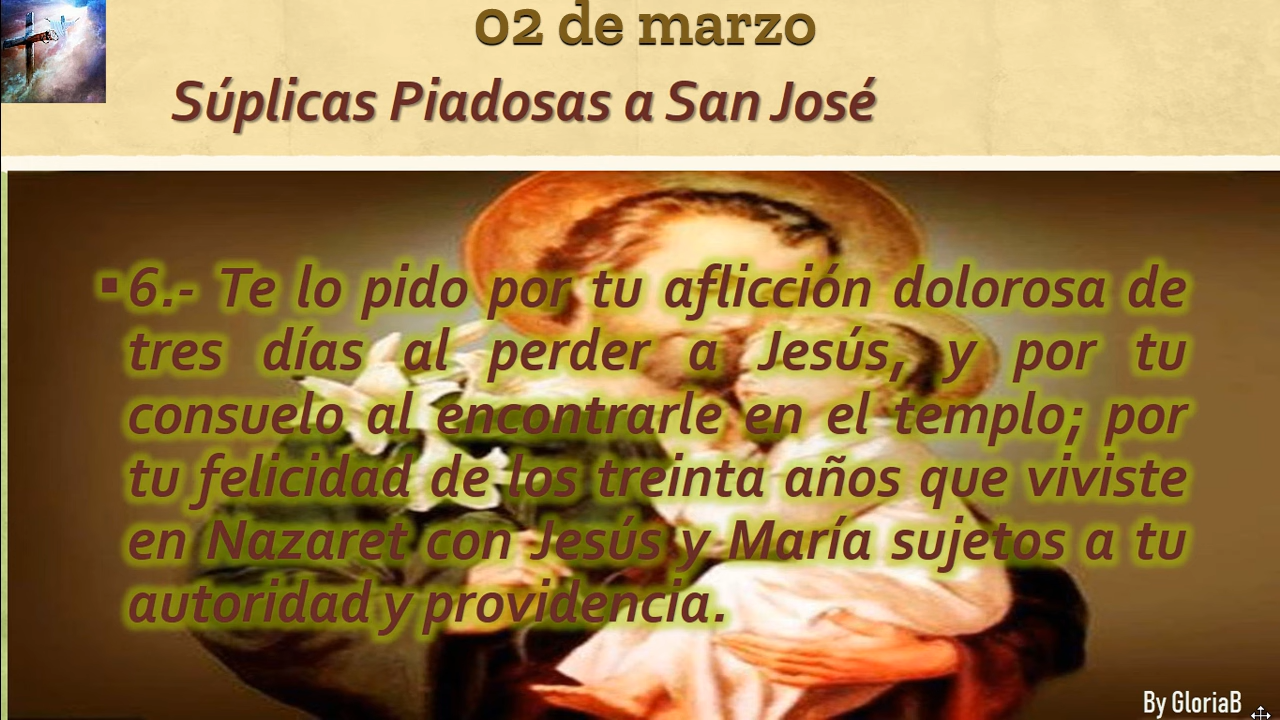 02 de marzo
Súplicas Piadosas a San José
▪6.- Te lo pido por tu aflicción dolorosa de
tres días al perder a Jesús, y por tu
consuelo al encontrarle en el templo; por
tu felicidad de los treinta años que viviste
en Nazaret con Jesús y María sujetos a tu
autoridad y providencia.
By GloriaB